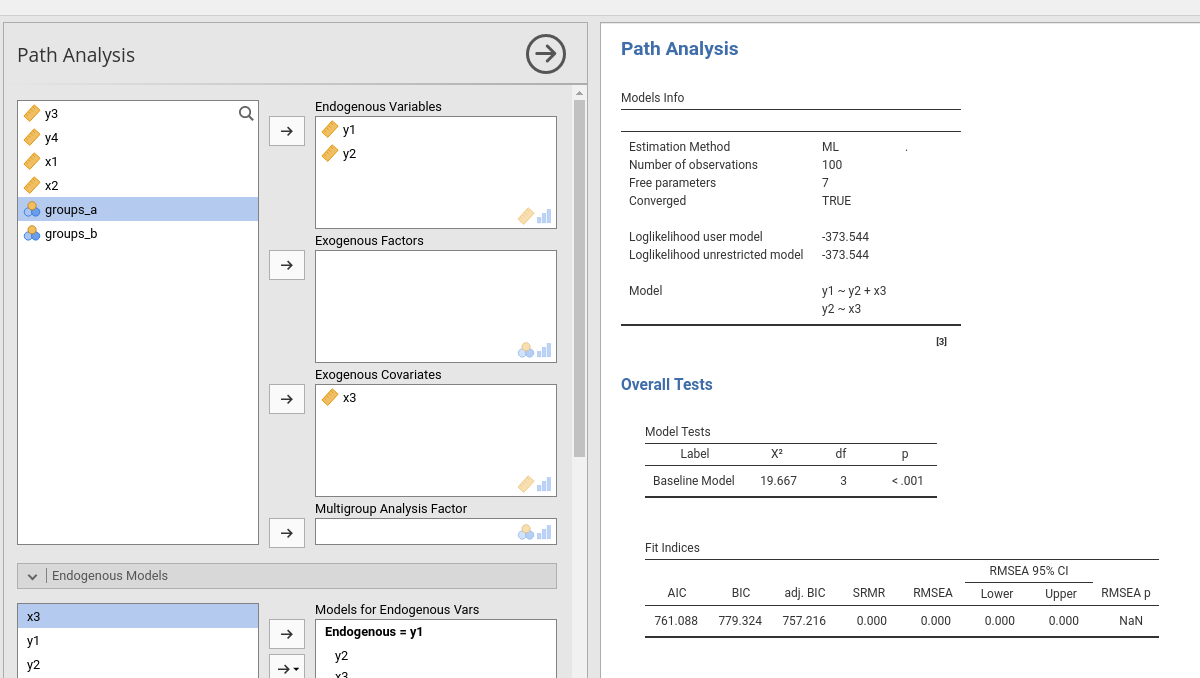 Path Analysis
y3
y4
x1
x2
groups_a
groups_b
Endogenous Variables
y1
y2
Exogenous Factors
Exogenous Covariates
x3
Multigroup Analysis Factor
Endogenous Models
x3
y1
y2
Models for Endogenous Vars
Endogenous = y1
y2
x3
Path Analysis
Models Info
Estimation Method ML .
Number of observations 100
Free parameters 7
Converged TRUE
Loglikelihood user model -373.544
Loglikelihood unrestricted model -373.544
Model y1 ~ y2 + x3
y2 ~ x3
[3]
Overall Tests
Model Tests
Label X² df p
Baseline Model 19.667 3 < .001
Fit Indices
RMSEA 95% CI
AIC BIC adj. BIC SRMR RMSEA Lower Upper RMSEA p
761.088 779.324 757.216 0.000 0.000 0.000 0.000 NaN